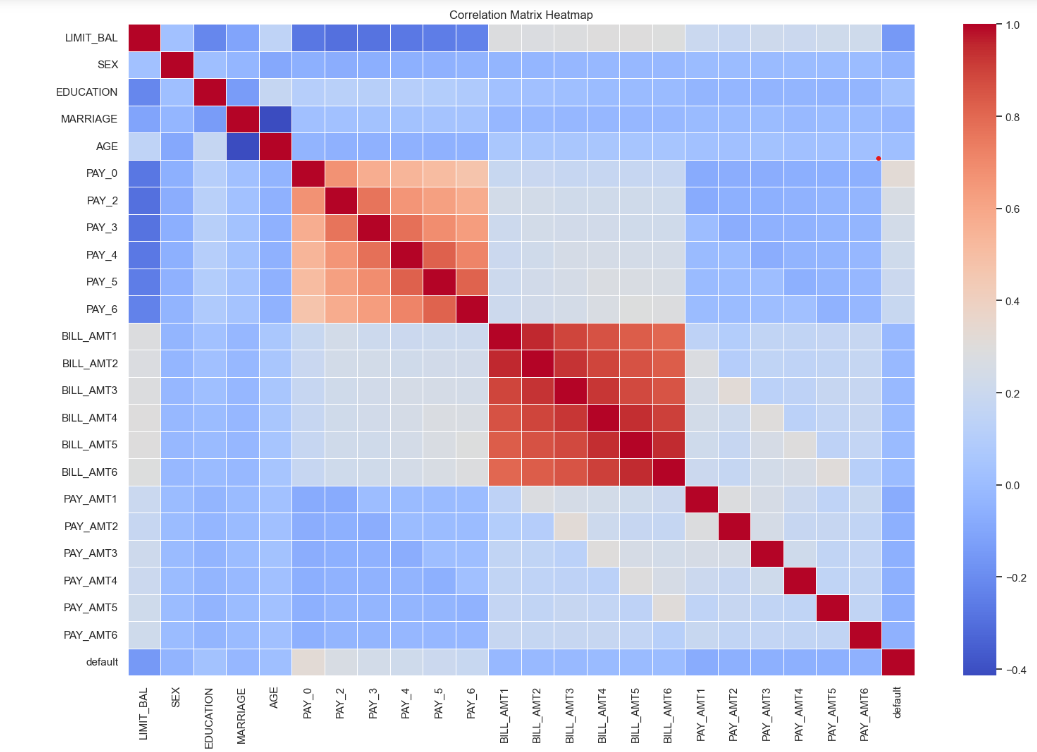 Correlation Matrix Heatmap
LIMIT_BAL
SEX
EDUCATION
MARRIAGE
AGE
PAY_0
PAY_2
PAY_3
PAY_4
PAY_5
PAY_6
BILL_AMT1
BILL_AMT2
BILL_AMT3
BILL_AMT4
BILL_AMT5
BILL_AMT6
PAY_AMT1
PAY_AMT2
PAY_AMT3
PAY_AMT4
PAY_AMT5
PAY_AMT6
default
LIMIT_BAL
SEX
EDUCATION
MARRIAGE
AGE
PAY_0
PAY_2
PAY_3
PAY_4
PAY_5
PAY_6
BILL_AMT1
BILL_AMT2
BILL_AMT3
BILL_AMT4
BILL_AMT5
BILL_AMT6
PAY_AMT1
PAY_AMT2
PAY_AMT3
PAY_AMT4
PAY_AMT5
PAY_AMT6
default
1.0
0.8
0.6
0.4
0.2
0.0
−0.2
−0.4